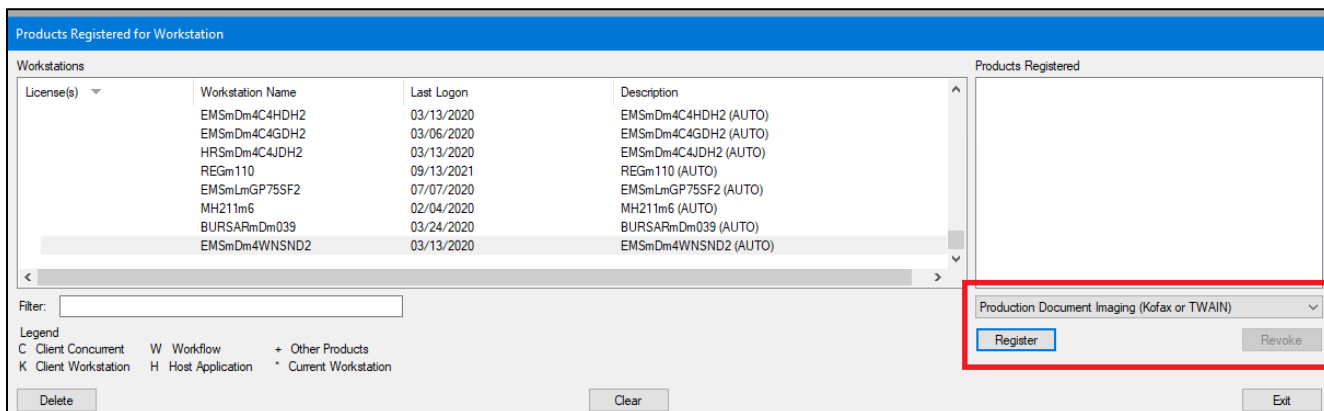 Products Registered for Workstation
Workstations
Products Registered
License(s) Workstation Name Last Logon Description
EMSmDm4C4HDH2 03/13/2020 EMSmDm4C4HDH2 (AUTO)
EMSmDm4C4GDH2 03/06/2020 EMSmDm4C4GDH2 (AUTO)
HRSmDm4C4JDH2 03/13/2020 EMSmDm4C4JDH2 (AUTO)
REGm110 09/13/2021 REGm110 (AUTO)
EMSmLmGP75SF2 07/07/2020 EMSmLmGP75SF2 (AUTO)
MH211m6 02/04/2020 MH211m6 (AUTO)
BURSARmDm039 03/24/2020 BURSARmDm039 (AUTO)
EMSmDm4WNSND2 03/13/2020 EMSmDm4WNSND2 (AUTO)
Filter:
Production Document Imaging (Kofax or TWAIN)
Register Revoke
Legend
C Client Concurrent W Workflow + Other Products
K Client Workstation H Host Application * Current Workstation
Delete Clear Exit